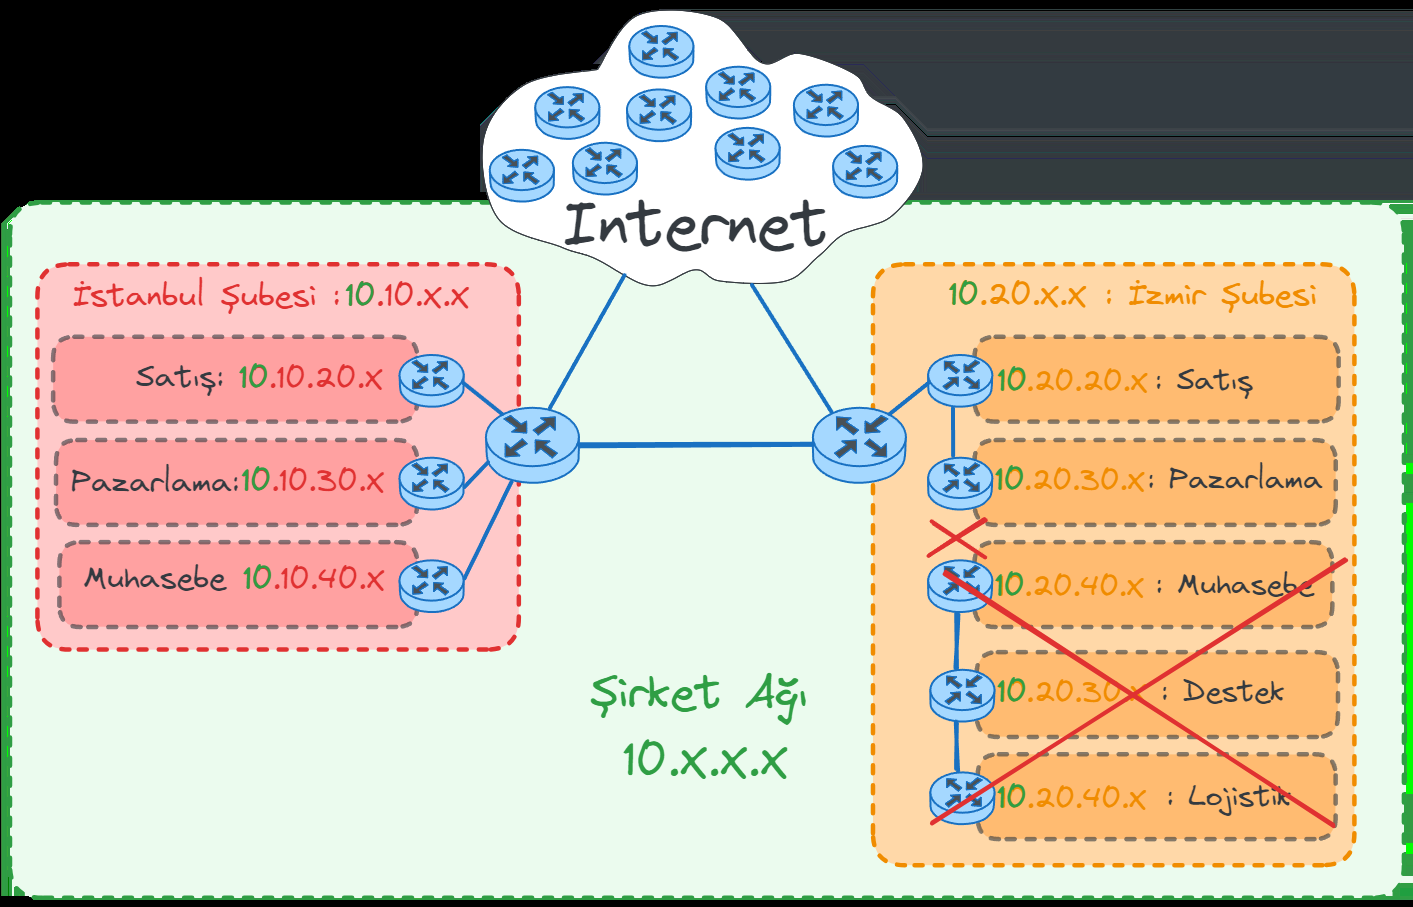 Internet
İstanbul Şubesi :10.10.x.x
Satış: 10.10.20.x
Pazarlama:10.10.30.x
Muhasebe 10.10.40.x
10.20.x.x : İzmir Şubesi
10.20.20.x : Satış
10.20.30.x : Pazarlama
10.20.40.x : Muhasebe
10.20.30.x : Destek
10.20.40.x : Lojistik
Şirket Ağı
10.x.x.x